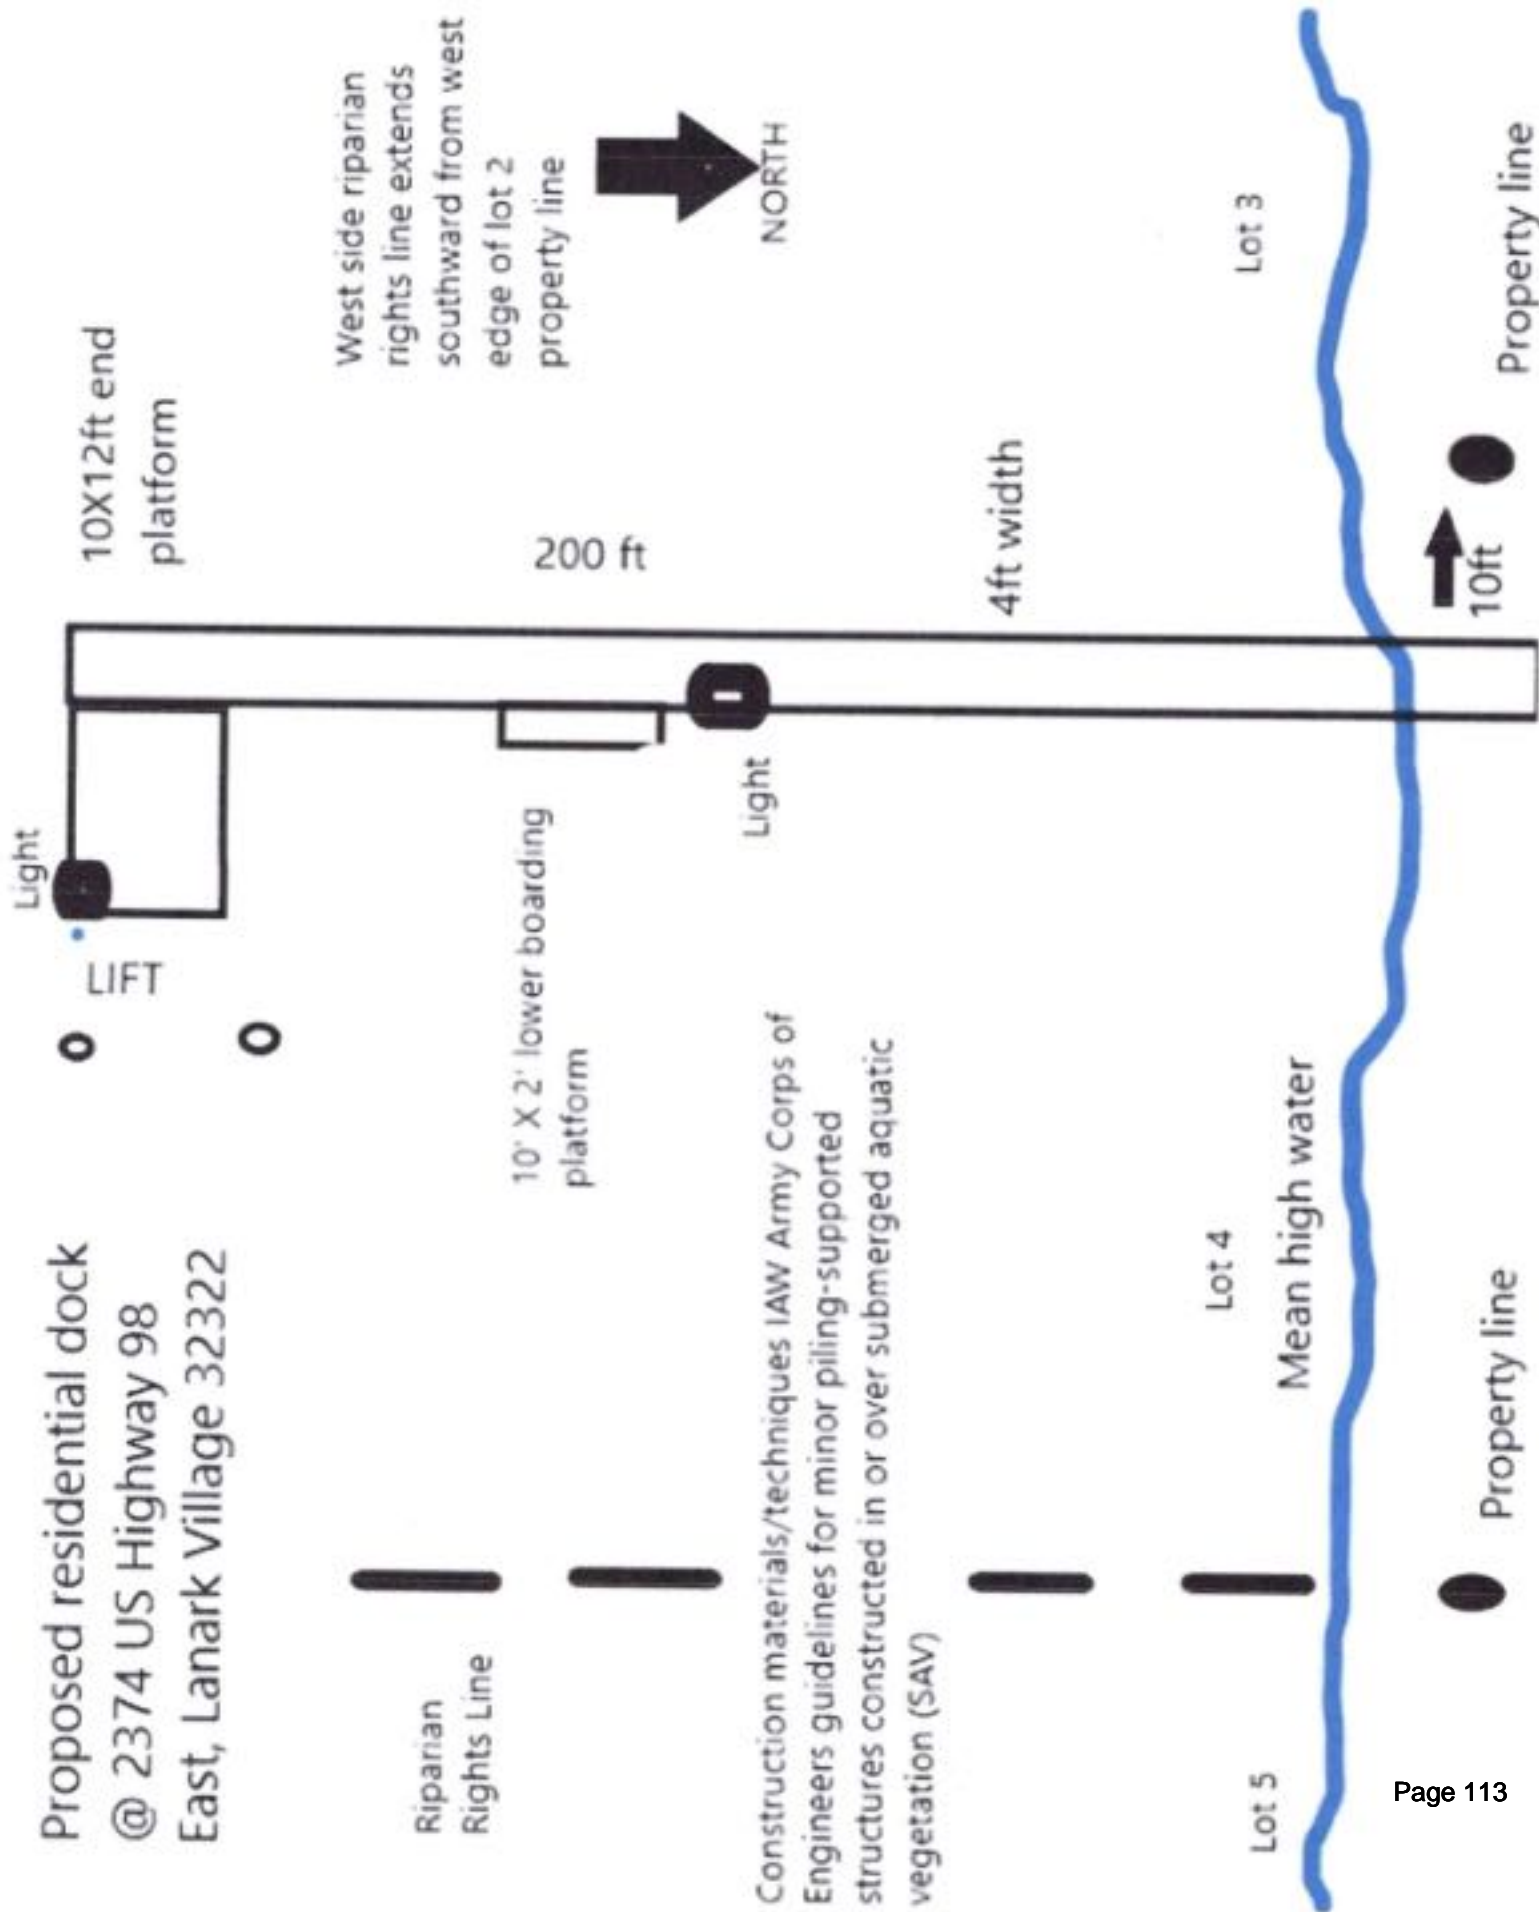 Proposed residential dock
@ 2374 US Highway 98
East, Lanark Village 32322
Light
LIFT
10X12ft end
platform
Riparian
Rights Line
10' X 2' lower boarding
platform
200 ft
West side riparian
rights line extends
southward from west
edge of lot 2
property line
NORTH
Light
Construction materials/techniques IAW Army Corps of
Engineers guidelines for minor piling-supported
structures constructed in or over submerged aquatic
vegetation (SAV)
4ft width
Lot 5
Lot 4
Lot 3
Mean high water
Property line
10ft
Property line
Page 113